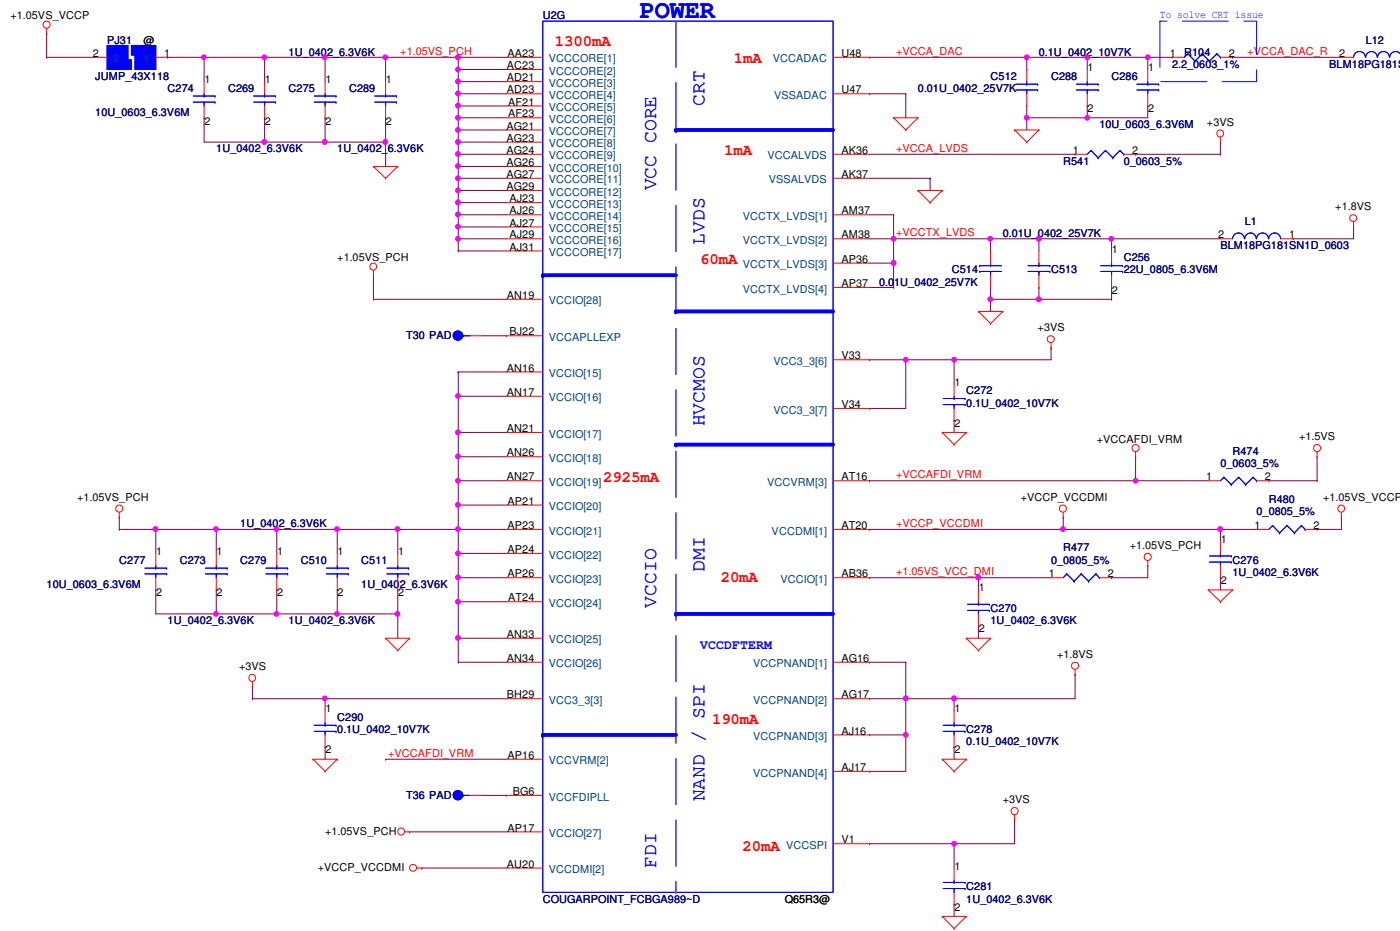 POWER
U2G
+1.05VS_VCCP
PJ31 @
2 1
JUMP_43X118
1U_0402_6.3V6K
+1.05VS_PCH
C274
C269
C275
C289
10U_0603_6.3V6M
1U_0402_6.3V6K
1U_0402_6.3V6K
1300mA
AA23 VCCCORE[1]
AC23 VCCCORE[2]
AD21 VCCCORE[3]
AD23 VCCCORE[4]
AF21 VCCCORE[5]
AF23 VCCCORE[6]
AG21 VCCCORE[7]
AG23 VCCCORE[8]
AG24 VCCCORE[9]
AG26 VCCCORE[10]
AG27 VCCCORE[11]
AG29 VCCCORE[12]
AJ23 VCCCORE[13]
AJ26 VCCCORE[14]
AJ27 VCCCORE[15]
AJ29 VCCCORE[16]
AJ31 VCCCORE[17]
VCC CORE
+1.05VS_PCH
AN19 VCCIO[28]
T30 PAD BJ22 VCCAPLLEXP
AN16 VCCIO[15]
AN17 VCCIO[16]
AN21 VCCIO[17]
AN26 VCCIO[18]
AN27 VCCIO[19]
2925mA
AP21 VCCIO[20]
AP23 VCCIO[21]
AP24 VCCIO[22]
AP26 VCCIO[23]
AT24 VCCIO[24]
AN33 VCCIO[25]
AN34 VCCIO[26]
VCCIO
+1.05VS_PCH
1U_0402_6.3V6K
C277
C273
C279
C510
C511
10U_0603_6.3V6M
1U_0402_6.3V6K
1U_0402_6.3V6K
1U_0402_6.3V6K
+3VS
BH29 VCC3_3[3]
C290
0.1U_0402_10V7K
+VCCAFDI_VRM AP16 VCCVRM[2]
T36 PAD BG6 VCCFDIPLL
+1.05VS_PCH AP17 VCCIO[27]
+VCCP_VCCDMI AU20 VCCDMI[2]
FDI
COUGARPOINT_FCBGA989~D
Q65R3@
CRT
1mA
VCCADAC U48 +VCCA_DAC
VSSADAC U47
0.1U_0402_10V7K
C512
C288
C286
0.01U_0402_25V7K
10U_0603_6.3V6M
To solve CRT issue
1 R104 2
2.2_0603_1%
+VCCA_DAC_R
2 L12
BLM18PG181S
LVDS
1mA
VCCALVDS AK36 +VCCA_LVDS
VSSALVDS AK37
R541
1 2
0_0603_5%
+3VS
VCCTX_LVDS[1] AM37
VCCTX_LVDS[2] AM38 +VCCTX_LVDS
60mA
VCCTX_LVDS[3] AP36
VCCTX_LVDS[4] AP37
0.01U_0402_25V7K
C514
C513
C256
0.01U_0402_25V7K
22U_0805_6.3V6M
L1
2 1
BLM18PG181SN1D_0603
+1.8VS
HVCMOS
VCC3_3[6] V33
VCC3_3[7] V34
+3VS
C272
0.1U_0402_10V7K
DMI
VCCVRM[3] AT16 +VCCAFDI_VRM
+VCCAFDI_VRM
R474
0_0603_5%
1 2
+1.5VS
VCCDMI[1] AT20 +VCCP_VCCDMI
+VCCP_VCCDMI
R480
0_0805_5%
1 2
+1.05VS_VCCP
C276
1U_0402_6.3V6K
20mA
VCCIO[1] AB36 +1.05VS_VCC_DMI
R477
0_0805_5%
1 2
+1.05VS_PCH
C270
1U_0402_6.3V6K
NAND / SPI
VCCDFTERM
VCCPNAND[1] AG16
VCCPNAND[2] AG17
190mA
VCCPNAND[3] AJ16
VCCPNAND[4] AJ17
+1.8VS
C278
0.1U_0402_10V7K
20mA
VCCSPI V1
+3VS
C281
1U_0402_6.3V6K